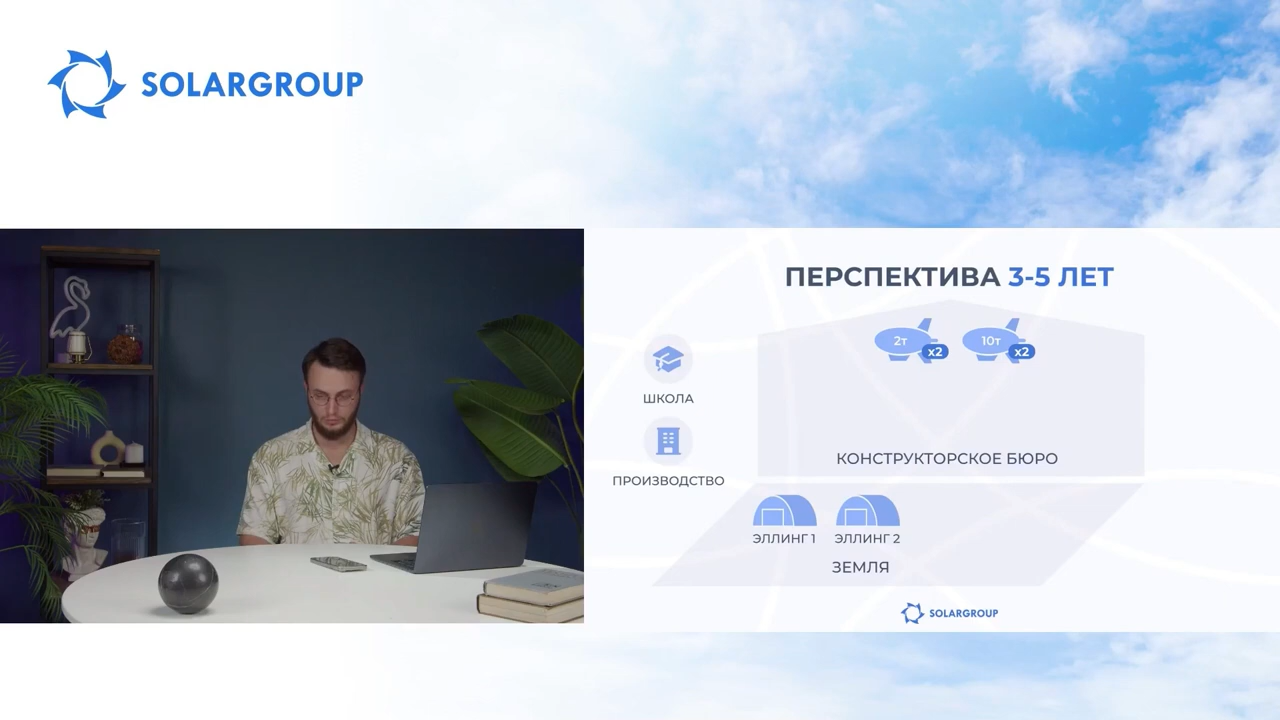 SOLARGROUP
ПЕРСПЕКТИВА 3-5 ЛЕТ
2т
x2
10т
x2
ШКОЛА
КОНСТРУКТОРСКОЕ БЮРО
ПРОИЗВОДСТВО
ЭЛЛИНГ 1
ЭЛЛИНГ 2
ЗЕМЛЯ
SOLARGROUP